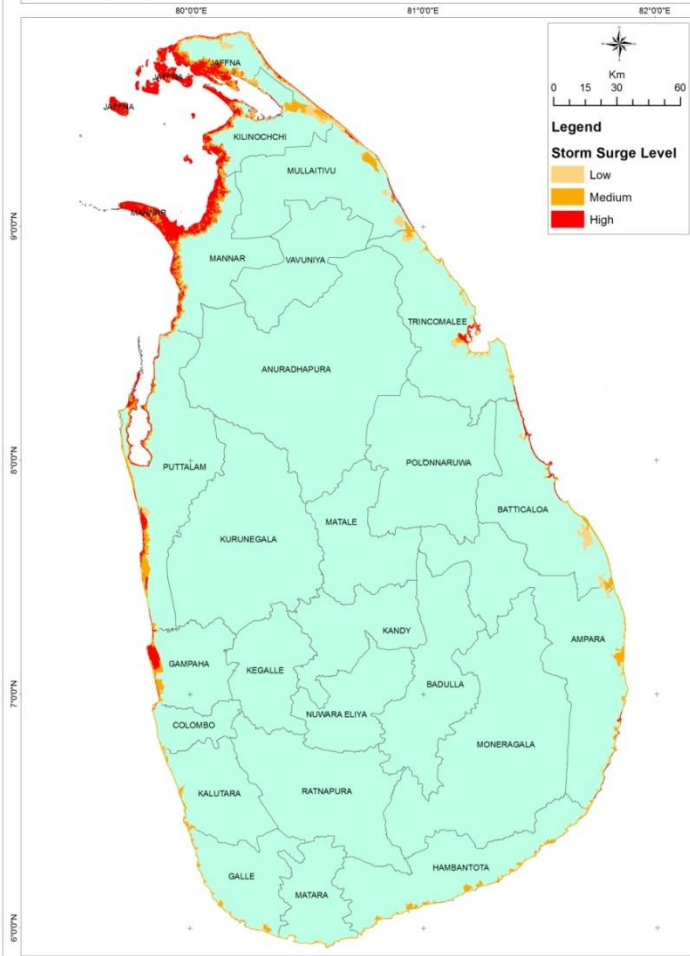 80°0'0"E 81°0'0"E 82°0'0"E
Km
0 15 30 60
Legend
Storm Surge Level
Low
Medium
High
JAFFNA
JAFFNA
JAFFNA
KILINOCHCHI
MULLAITIVU
MANNAR
9°0'0"N
MANNAR
VAVUNIYA
TRINCOMALEE
ANURADHAPURA
8°0'0"N
PUTTALAM
POLONNARUWA
BATTICALOA
KURUNEGALA
MATALE
KANDY
AMPARA
GAMPAHA
KEGALLE
BADULLA
7°0'0"N
NUWARA ELIYA
COLOMBO
MONERAGALA
KALUTARA
RATNAPURA
HAMBANTOTA
GALLE
MATARA
6°0'0"N